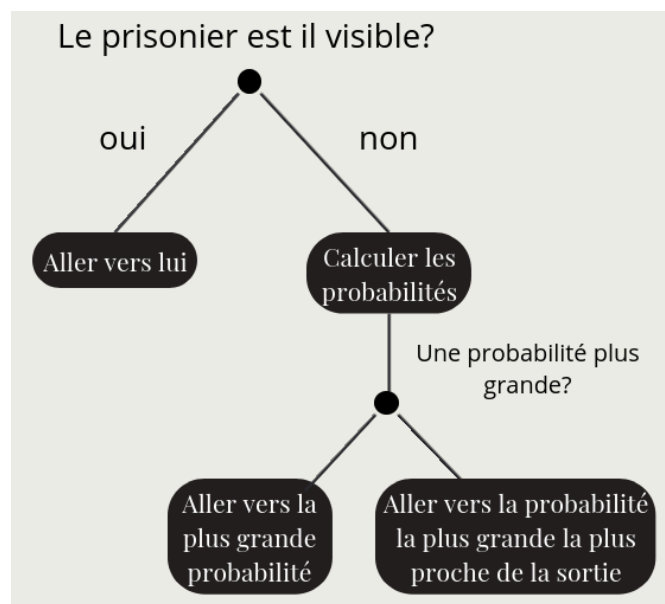 Le prisonier est il visible?
oui
non
Aller vers lui
Calculer les
probabilités
Une probabilité plus
grande?
Aller vers la
plus grande
probabilité
Aller vers la probabilité
la plus grande la plus
proche de la sortie